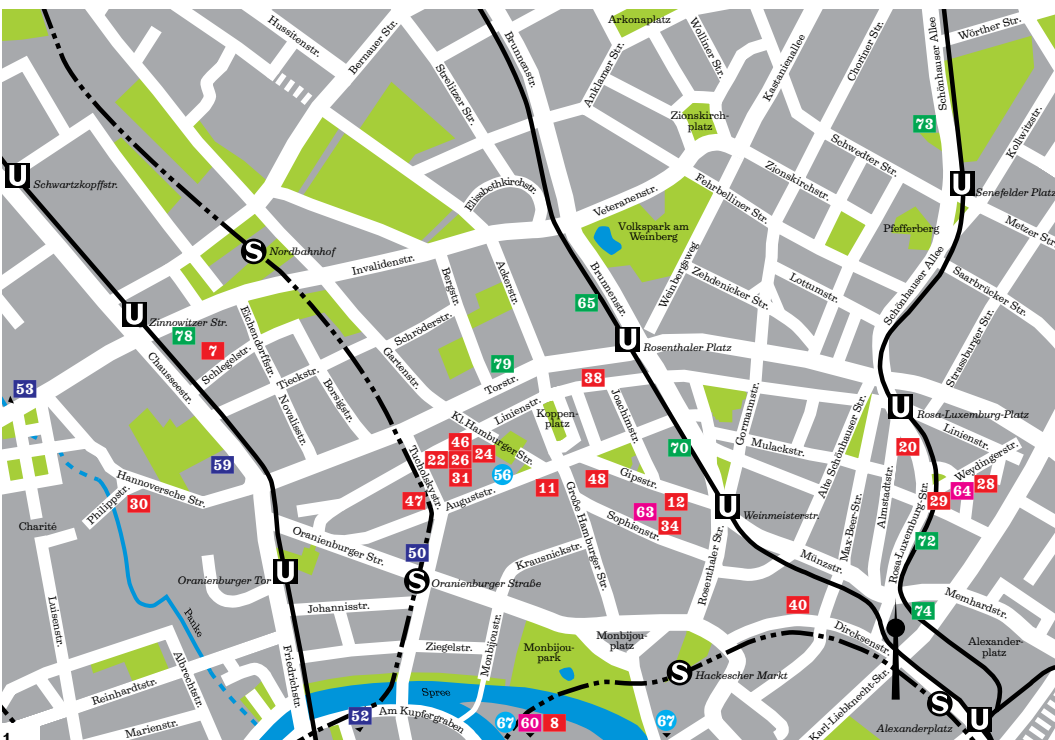 Hussitenstr.
Bernauer Str.
Brunnenstr.
Arkonaplatz
Wolliner Str.
Kastanienallee
Choriner Str.
Schönhauser Allee
Wörther Str.
Strelitzer Str.
Anklamer Str.
Zionskirch-
platz
73
Kollwitzstr.
Schwedter Str.
U
Schwartzkopffstr.
Elisabethkirchstr.
Veteranenstr.
Fehrbelliner Str.
Zionskirchstr.
U
Senefelder Platz
Volkspark am
Weinberg
Pfefferberg
Metzer Str.
S
Nordbahnhof
Invalidenstr.
Bergstr.
Ackerstr.
Brunnenstr.
Weinbergsweg
Zehdenicker Str.
Lottumstr.
Schönhauser Allee
Saarbrücker Str.
65
U
Zinnowitzer Str.
78
7
Schlegelstr.
Eichendorffstr.
Schröderstr.
Gartenstr.
U
Rosenthaler Platz
Strassburger Str.
53
Chausseestr.
Tieckstr.
Borsigstr.
Novalisstr.
79
Torstr.
38
Joachimstr.
Gormannstr.
Alte Schönhauser Str.
U
Rosa-Luxemburg-Platz
Linienstr.
Kl. Hamburger Str.
Linienstr.
Koppen-
platz
Mulackstr.
46
22
26
24
31
56
Tucholskystr.
70
20
Weydingerstr.
59
Hannoversche Str.
Philippstr.
30
47
Auguststr.
11
48
Gipsstr.
12
63
34
Sophienstr.
Große Hamburger Str.
U
Weinmeisterstr.
Almstadtstr.
Max-Beer-Str.
29
64
28
Rosa-Luxemburg-Str.
72
Charité
Oranienburger Str.
50
S
Oranienburger Straße
Krausnickstr.
Rosenthaler Str.
Münzstr.
U
Oranienburger Tor
Memhardstr.
74
Luisenstr.
Panke
Johannisstr.
40
Dircksenstr.
Alexander-
platz
Ziegelstr.
Monbijoustr.
Monbijou-
park
Monbijou-
platz
S
Hackescher Markt
Friedrichstr.
Albrechtstr.
Reinhardtstr.
Marienstr.
Spree
Am Kupfergraben
52
67
60
8
67
Karl-Liebknecht-Str.
S
Alexanderplatz
U
1